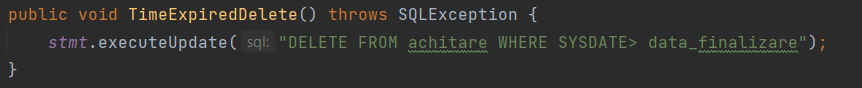 public void TimeExpiredDelete() throws SQLException {
stmt.executeUpdate( sql: "DELETE FROM achitare WHERE SYSDATE> data_finalizare");
}